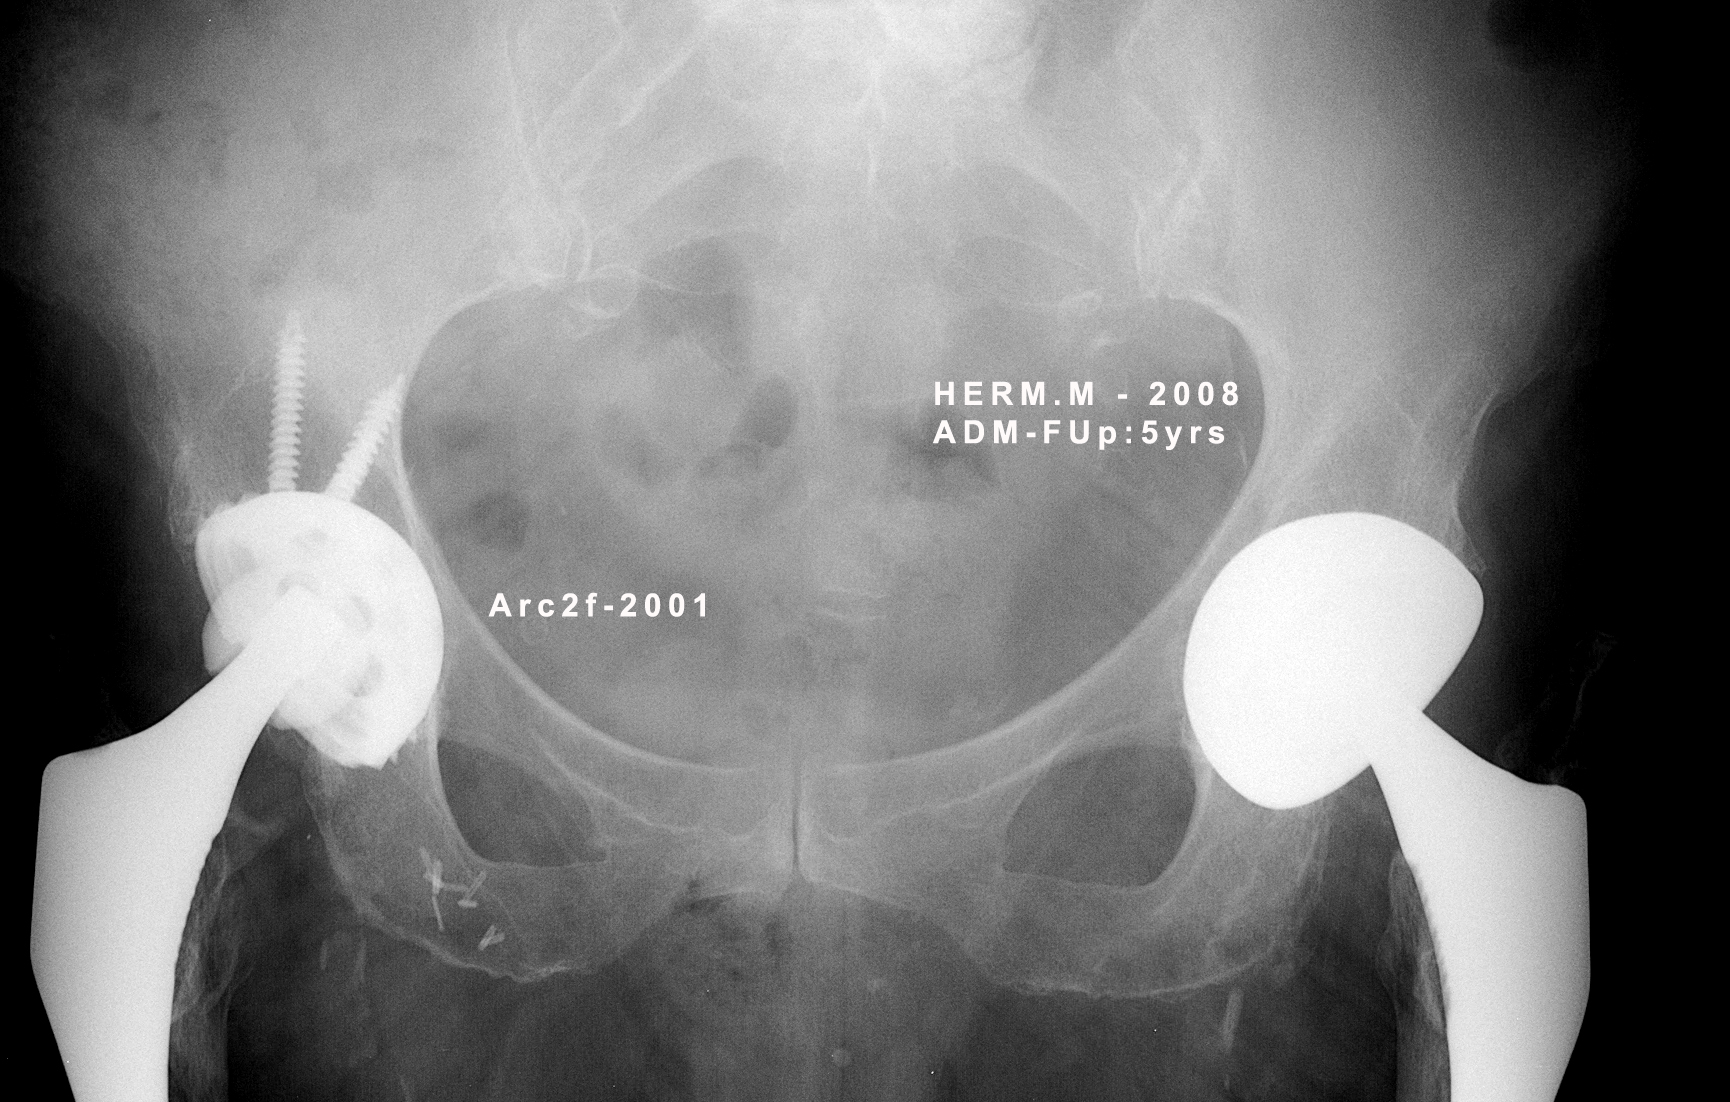 HERM.M - 2008
ADM-FUp:5yrs
Arc2f-2001